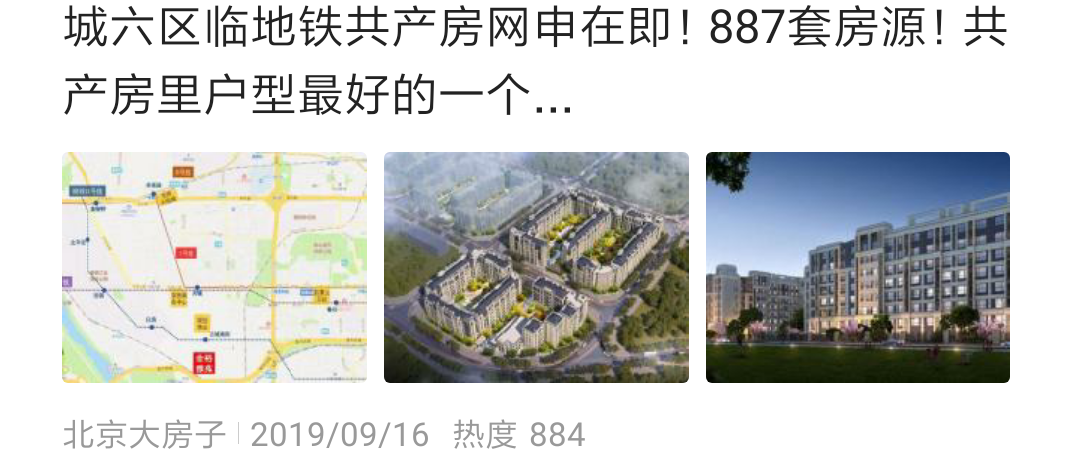 城六区临地铁共产房网申在即！887套房源！共
产房里户型最好的一个...
北京大房子 2019/09/16 热度 884